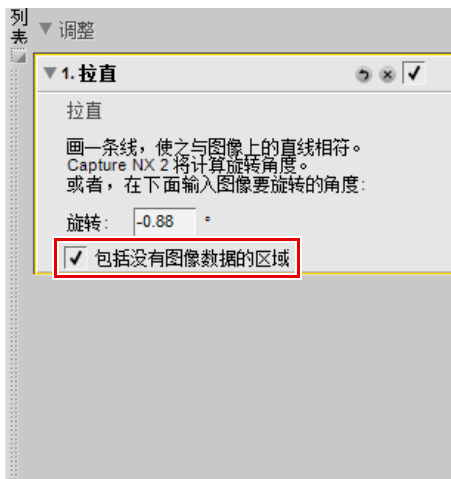 列
表
调整
1. 拉直
拉直
画一条线，使之与图像上的直线相符。
Capture NX 2 将计算旋转角度。
或者，在下面输入图像要旋转的角度:
旋转: -0.88 °
包括没有图像数据的区域